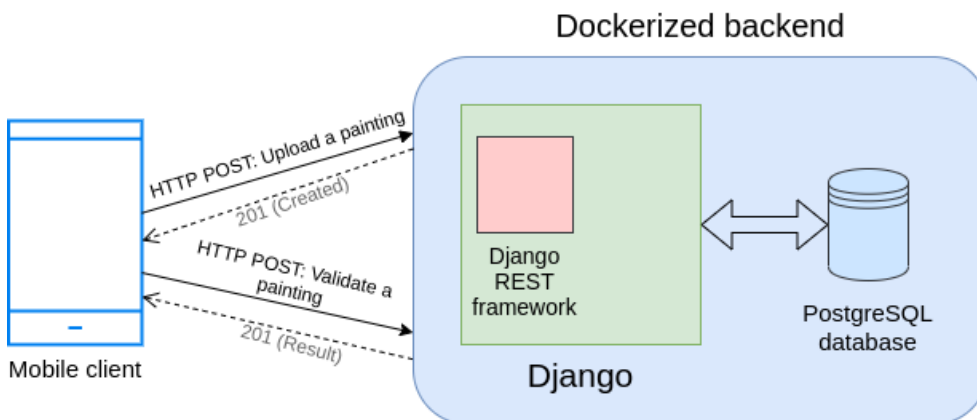 Dockerized backend
HTTP POST: Upload a painting
201 (Created)
HTTP POST: Validate a
painting
201 (Result)
Mobile client
Django
REST
framework
Django
PostgreSQL
database